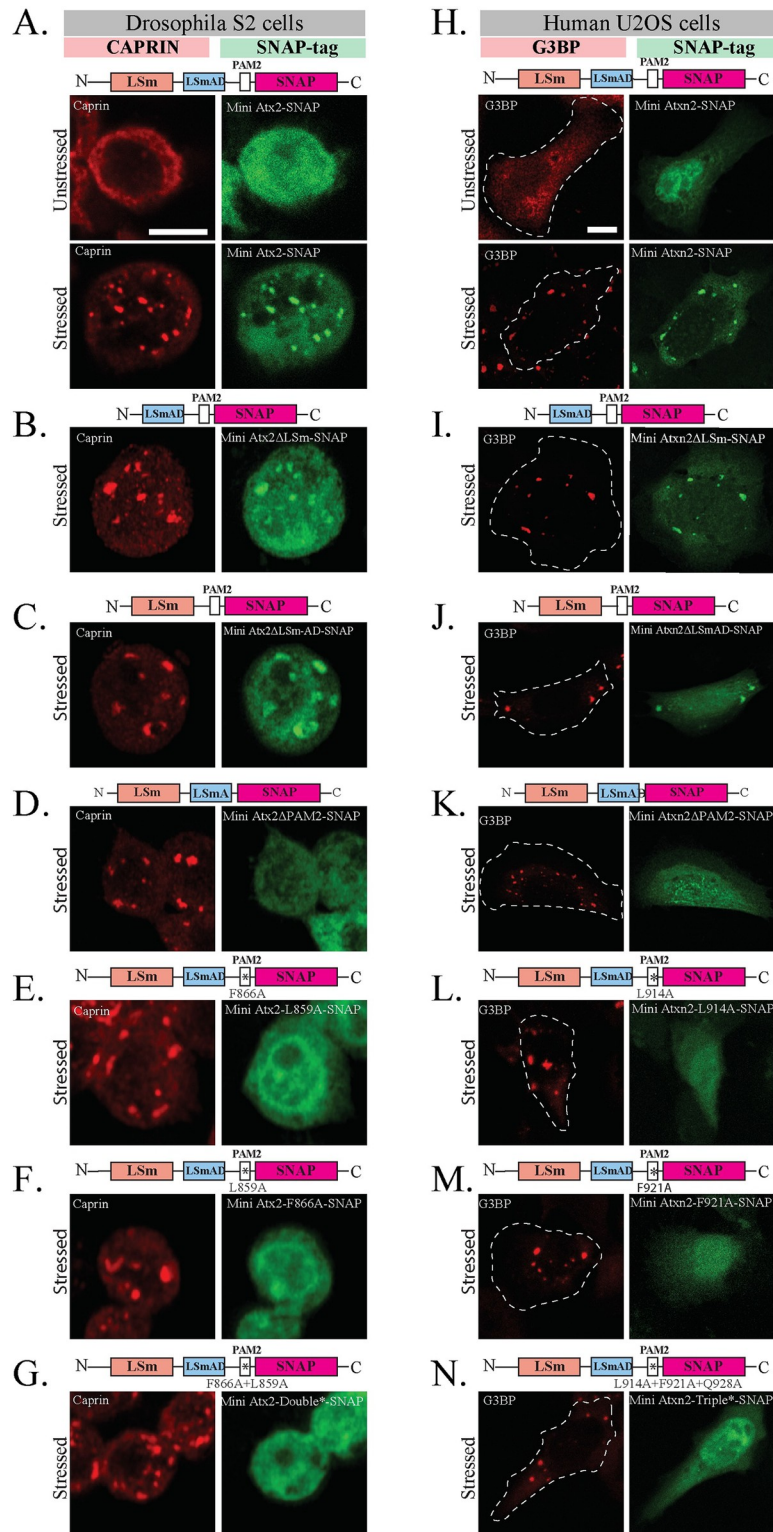 A.
Drosophila S2 cells
CAPRIN SNAP-tag
PAM2
N LSm LSmAD SNAP C
Unstressed
Caprin
Mini Atx2-SNAP
Stressed
Caprin
Mini Atx2-SNAP
PAM2
N LSmAD SNAP C
B.
Stressed
Caprin
Mini Atx2ΔLSm-SNAP
PAM2
N LSm SNAP C
C.
Stressed
Caprin
Mini Atx2ΔLSm-AD-SNAP
N LSm LSmA SNAP C
D.
Stressed
Caprin
Mini Atx2ΔPAM2-SNAP
PAM2
N LSm LSmAD * SNAP C
E.
F866A
Stressed
Caprin
Mini Atx2-L859A-SNAP
PAM2
N LSm LSmAD * SNAP C
F.
L859A
Stressed
Caprin
Mini Atx2-F866A-SNAP
PAM2
N LSm LSmAD * SNAP C
G.
F866A+L859A
Stressed
Caprin
Mini Atx2-Double*-SNAP
H.
Human U2OS cells
G3BP SNAP-tag
PAM2
N LSm LSmAD SNAP C
Unstressed
G3BP
Mini Atxn2-SNAP
Stressed
G3BP
Mini Atxn2-SNAP
PAM2
N LSmAD SNAP C
I.
Stressed
G3BP
Mini Atxn2ΔLSm-SNAP
PAM2
N LSm SNAP C
J.
Stressed
G3BP
Mini Atxn2ΔLSmAD-SNAP
N LSm LSmAD SNAP C
K.
Stressed
G3BP
Mini Atxn2ΔPAM2-SNAP
PAM2
N LSm LSmAD * SNAP C
L.
L914A
Stressed
G3BP
Mini Atxn2-L914A-SNAP
PAM2
N LSm LSmAD * SNAP C
M.
F921A
Stressed
G3BP
Mini Atxn2-F921A-SNAP
PAM2
N LSm LSmAD * SNAP C
N.
L914A+F921A+Q928A
Stressed
G3BP
Mini Atxn2-Triple*-SNAP